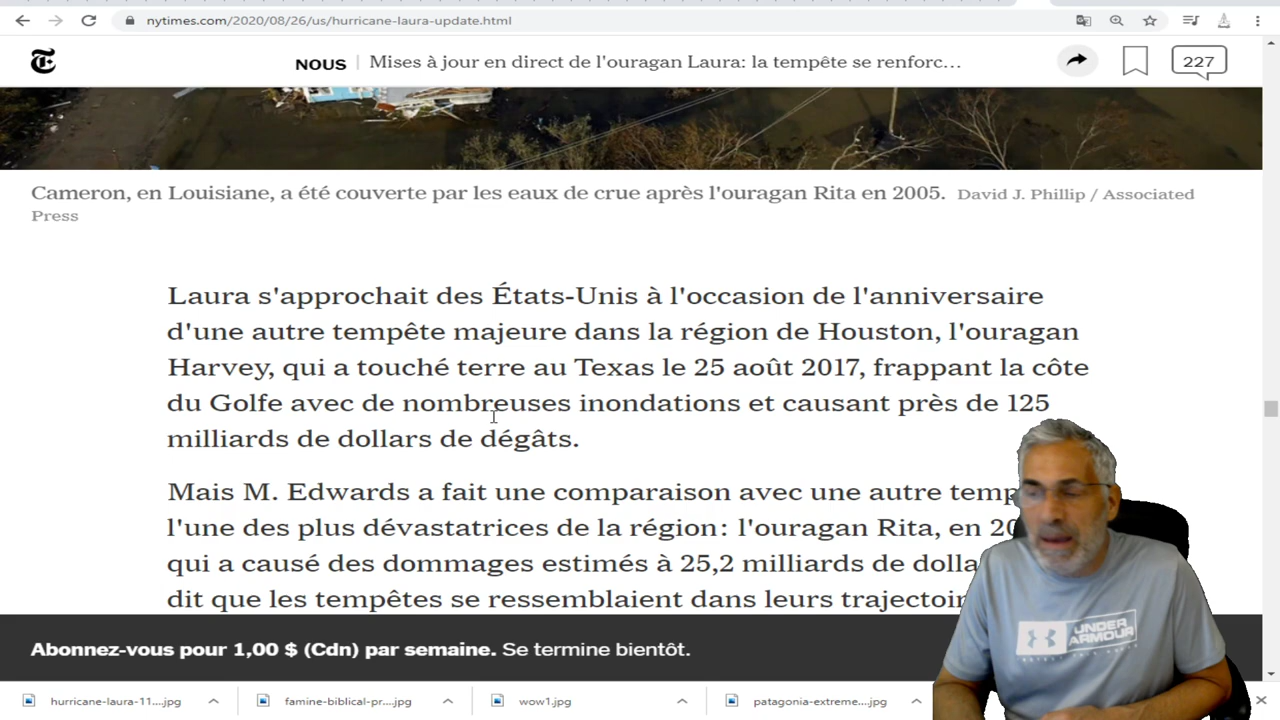 nytimes.com/2020/08/26/us/hurricane-laura-update.html
NOUS | Mises à jour en direct de l'ouragan Laura: la tempête se renforc…
227
Cameron, en Louisiane, a été couverte par les eaux de crue après l'ouragan Rita en 2005. David J. Phillip / Associated
Press
Laura s'approchait des États-Unis à l'occasion de l'anniversaire
d'une autre tempête majeure dans la région de Houston, l'ouragan
Harvey, qui a touché terre au Texas le 25 août 2017, frappant la côte
du Golfe avec de nombreuses inondations et causant près de 125
milliards de dollars de dégâts.
Mais M. Edwards a fait une comparaison avec une autre
l'une des plus dévastatrices de la région: l'ouragan Rita, en
qui a causé des dommages estimés à 25,2 milliards de
dit que les tempêtes se ressemblaient dans leurs
Abonnez-vous pour 1,00 $ (Cdn) par semaine. Se termine bientôt.
hurricane-laura-11....jpg
famine-biblical-pr....jpg
wow1.jpg
patagonia-extreme....jpg
UNDER
ARMOUR